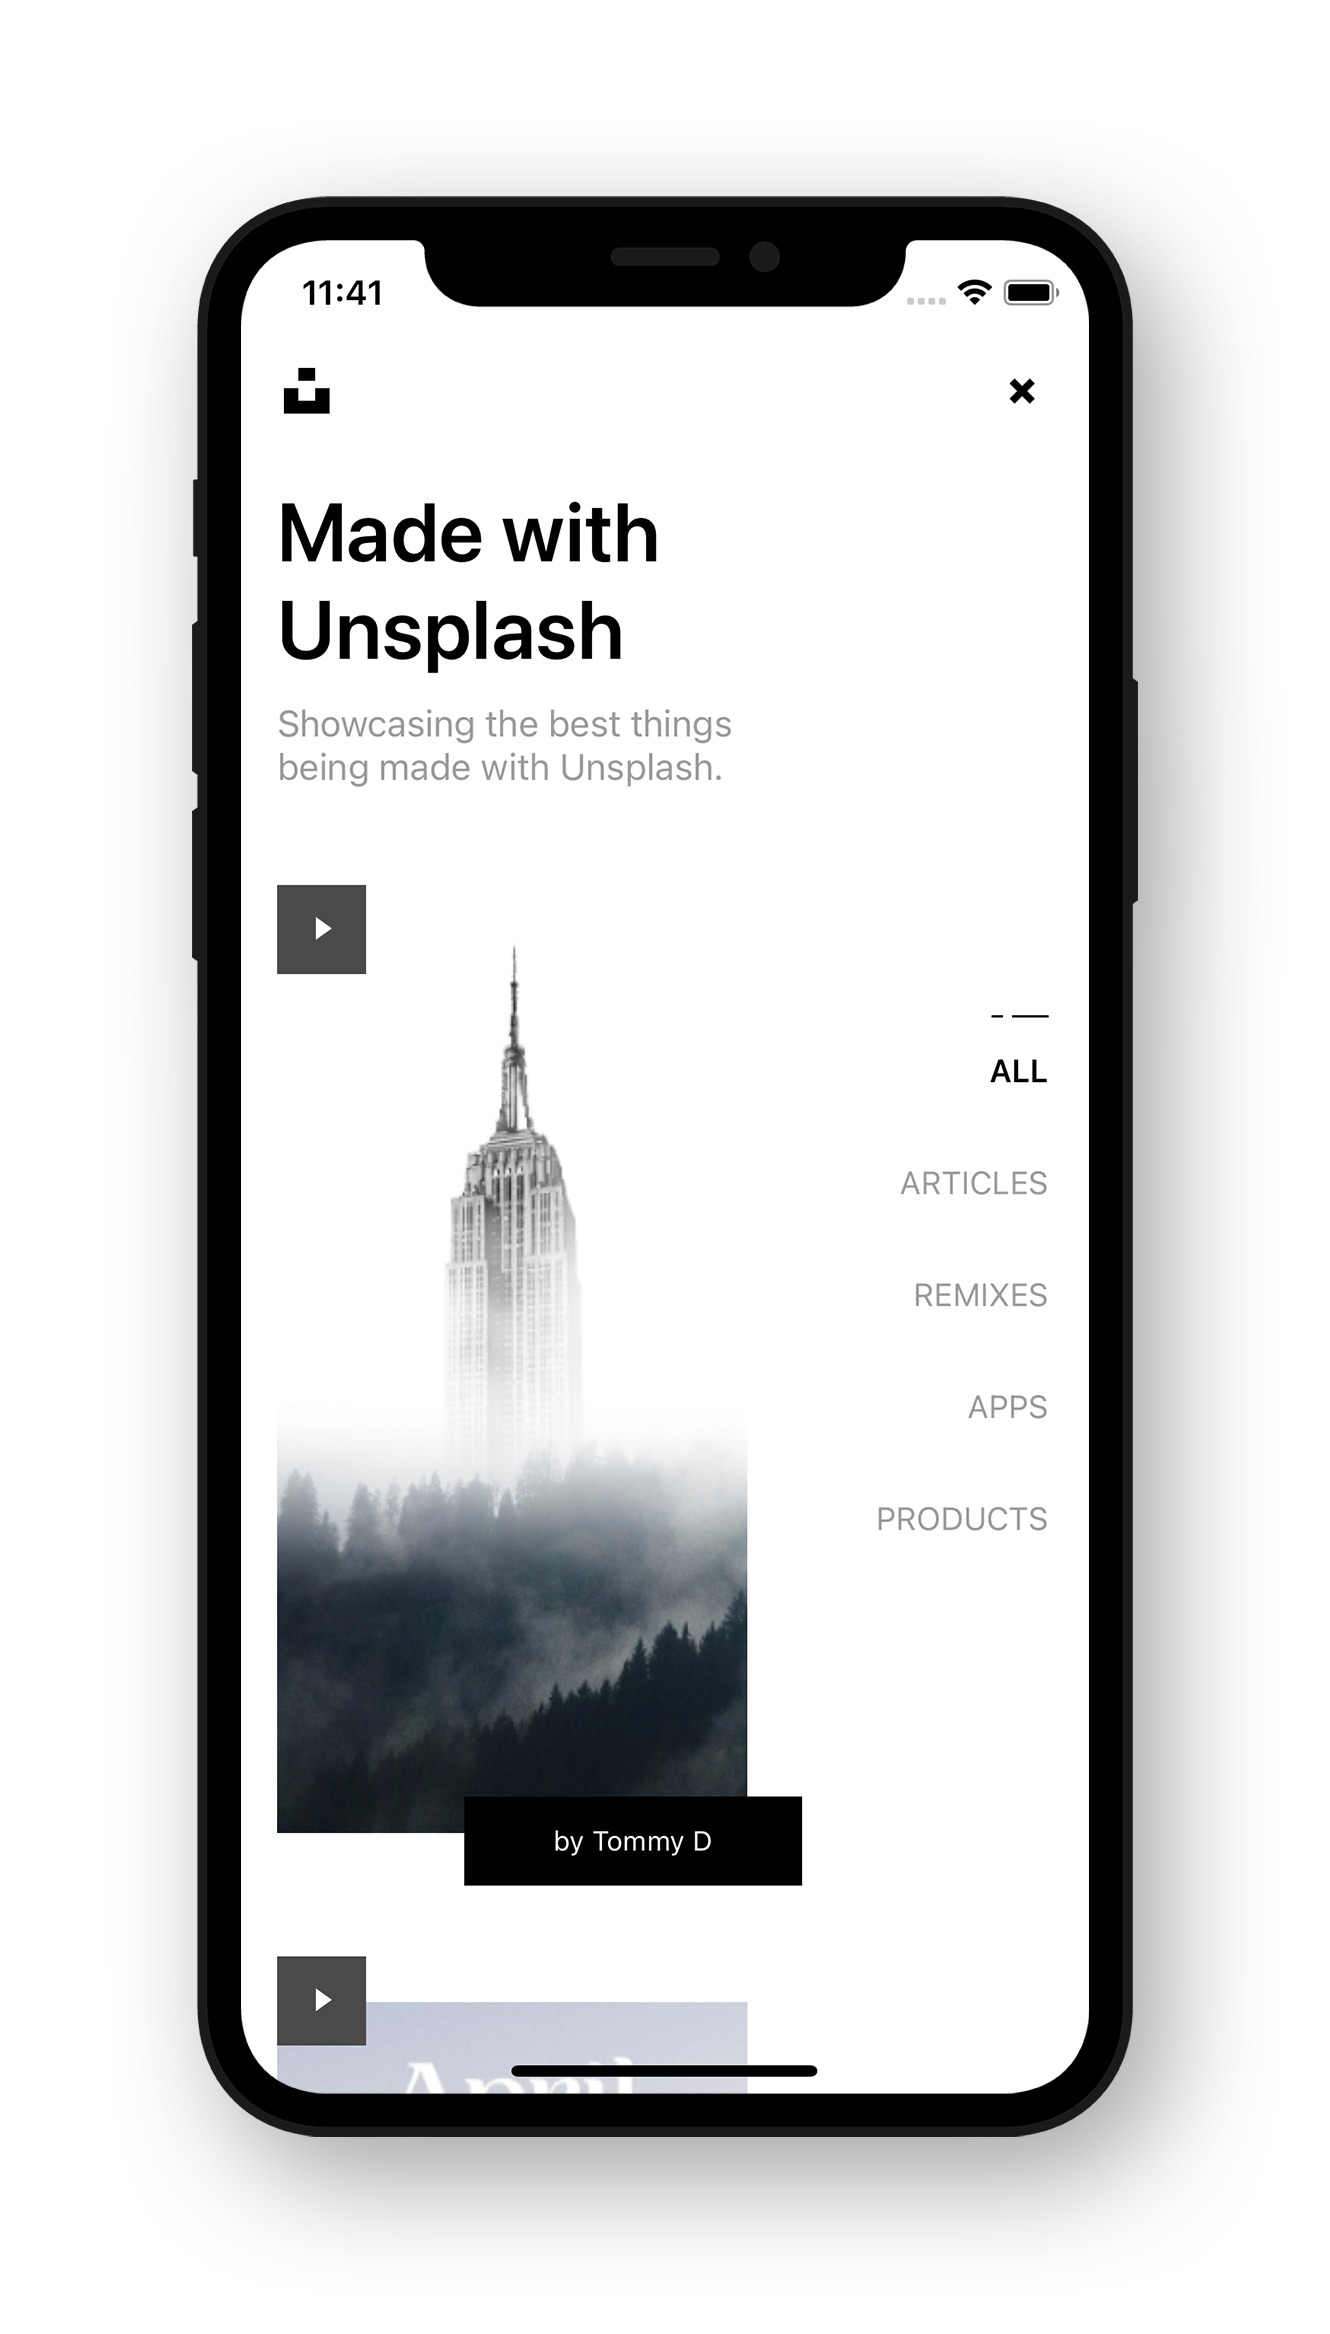 11:41
Made with
Unsplash
Showcasing the best things
being made with Unsplash.
ALL
ARTICLES
REMIXES
APPS
PRODUCTS
by Tommy D
April